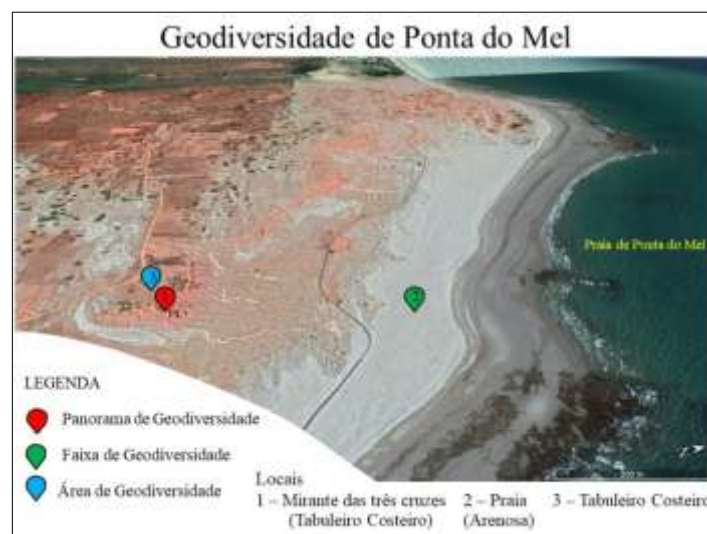 Geodiversidade de Ponta do Mel
Praia de Ponta do Mel
2
LEGENDA
Panorama de Geodiversidade
Faixa de Geodiversidade
Área de Geodiversidade
Locais
1 – Mirante das três cruzes
(Tabuleiro Costeiro)
2 – Praia
(Arenosa)
3 – Tabuleiro Costeiro